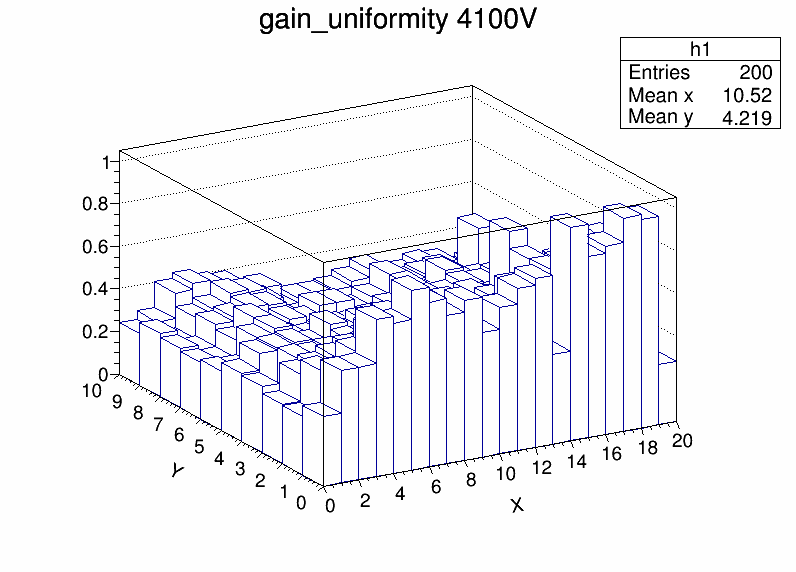 gain_uniformity 4100V
h1
Entries 200
Mean x 10.52
Mean y 4.219
1
0.8
0.6
0.4
0.2
0
10 9 8 7 6 5 4 3 2 1 0
Y
0 2 4 6 8 10 12 14 16 18 20
X